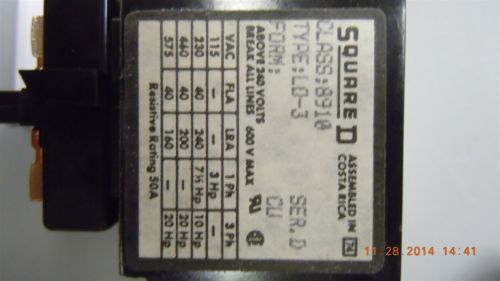 SQUARE D ASSEMBLED IN COSTA RICA 74
CLASS:8910
TYPE:LO-3 SER.D
FORM: CU
ABOVE 240 VOLTS
BREAK ALL LINES 600 V MAX
VAC FLA LRA 1 Ph 3 Ph
115 — — 3 Hp —
230 40 240 7½ Hp 10 Hp
460 40 200 — 20 Hp
575 40 160 — 20 Hp
Resistive Rating 50A
11-28 2014 14:41